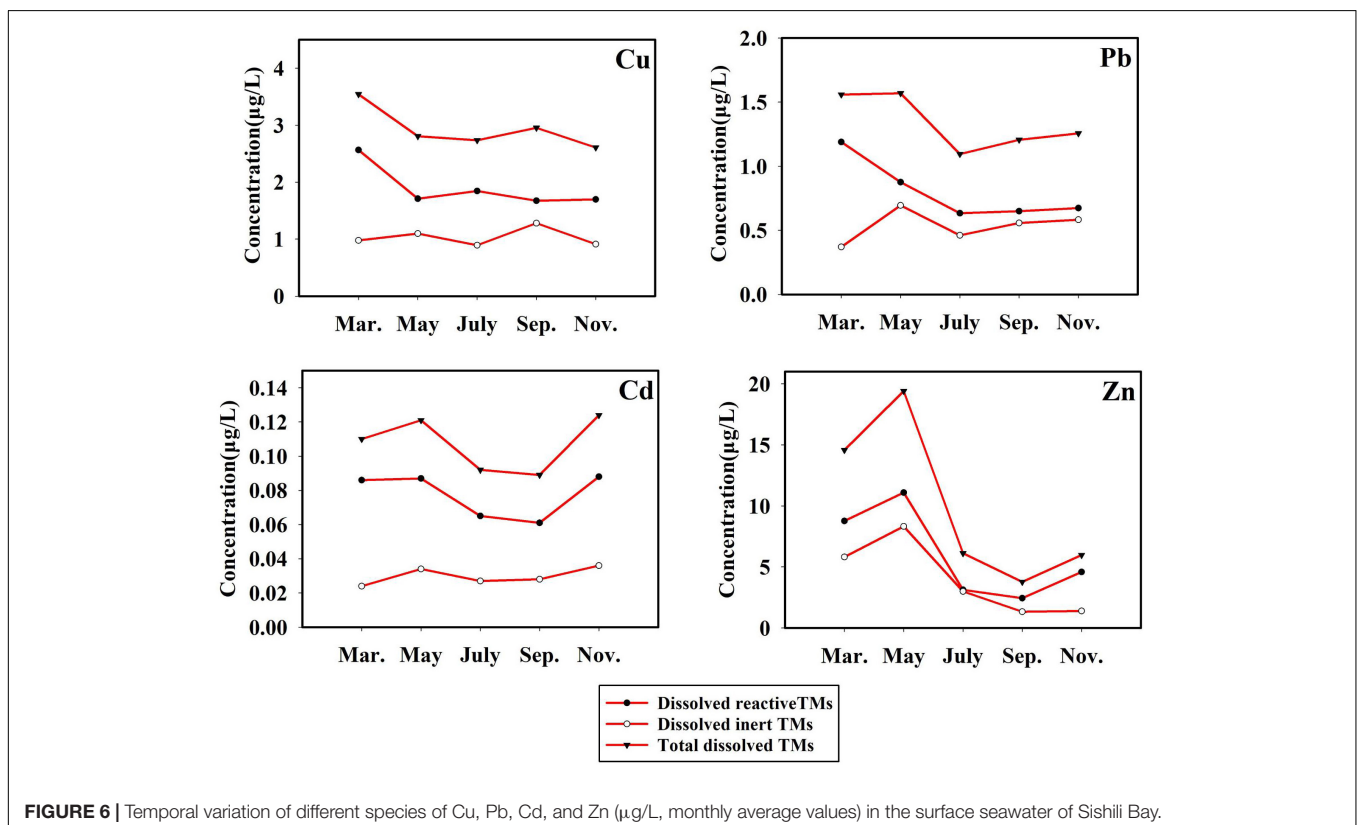 Cu
Concentration(µg/L)
4
3
2
1
0
Mar. May July Sep. Nov.
Pb
Concentration(µg/L)
2.0
1.5
1.0
0.5
0.0
Mar. May July Sep. Nov.
Cd
Concentration(µg/L)
0.14
0.12
0.10
0.08
0.06
0.04
0.02
0.00
Mar. May July Sep. Nov.
Zn
Concentration(µg/L)
20
15
10
5
0
Mar. May July Sep. Nov.
Dissolved reactiveTMs
Dissolved inert TMs
Total dissolved TMs
FIGURE 6 | Temporal variation of different species of Cu, Pb, Cd, and Zn (µg/L, monthly average values) in the surface seawater of Sishili Bay.